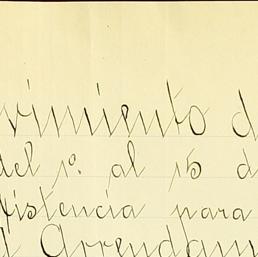 vimiento d
del 1º. al 15 d
istencia para
l Arrendam